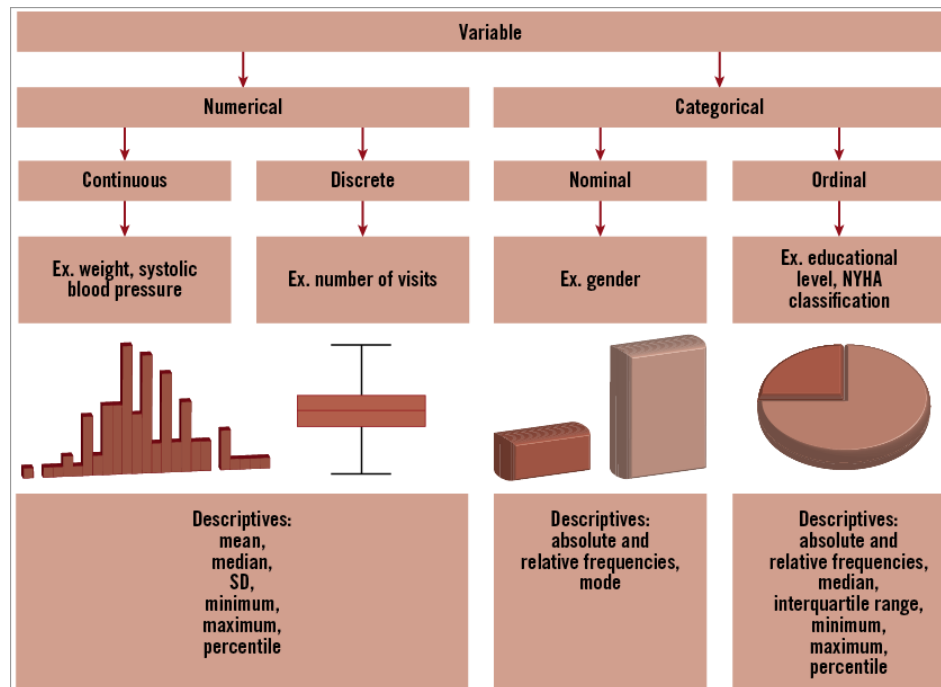 Variable
Numerical
Categorical
Continuous
Discrete
Nominal
Ordinal
Ex. weight, systolic
blood pressure
Ex. number of visits
Ex. gender
Ex. educational
level, NYHA
classification
Descriptives:
mean,
median,
SD,
minimum,
maximum,
percentile
Descriptives:
absolute and
relative frequencies,
mode
Descriptives:
absolute and
relative frequencies,
median,
interquartile range,
minimum,
maximum,
percentile